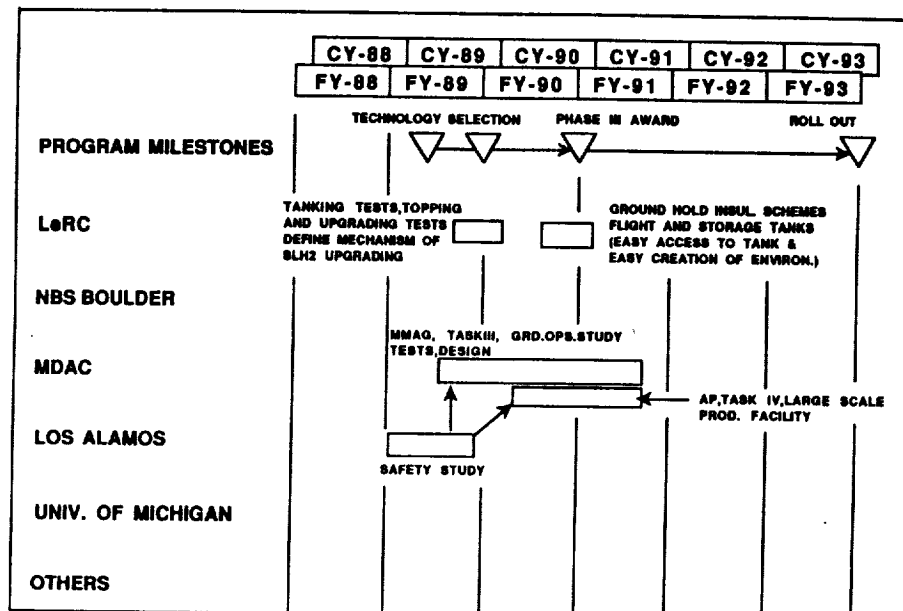 CY-88 CY-89 CY-90 CY-91 CY-92 CY-93
FY-88 FY-89 FY-90 FY-91 FY-92 FY-93
TECHNOLOGY SELECTION PHASE III AWARD ROLL OUT
PROGRAM MILESTONES
LeRC
TANKING TESTS,TOPPING
AND UPGRADING TESTS
DEFINE MECHANISM OF
SLH2 UPGRADING
GROUND HOLD INSUL. SCHEMES
FLIGHT AND STORAGE TANKS
(EASY ACCESS TO TANK &
EASY CREATION OF ENVIRON.)
NBS BOULDER
MMAG, TASKIII, GRD.OPS.STUDY
TESTS,DESIGN
MDAC
AP,TASK IV,LARGE SCALE
PROD. FACILITY
LOS ALAMOS
SAFETY STUDY
UNIV. OF MICHIGAN
OTHERS